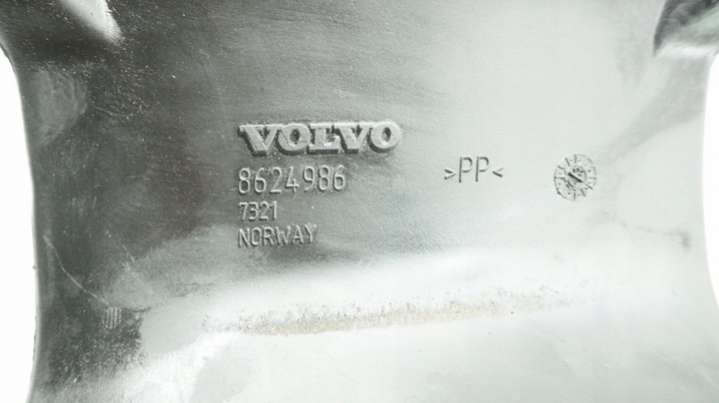 VOLVO
8624986
>PP<
7321
NORWAY